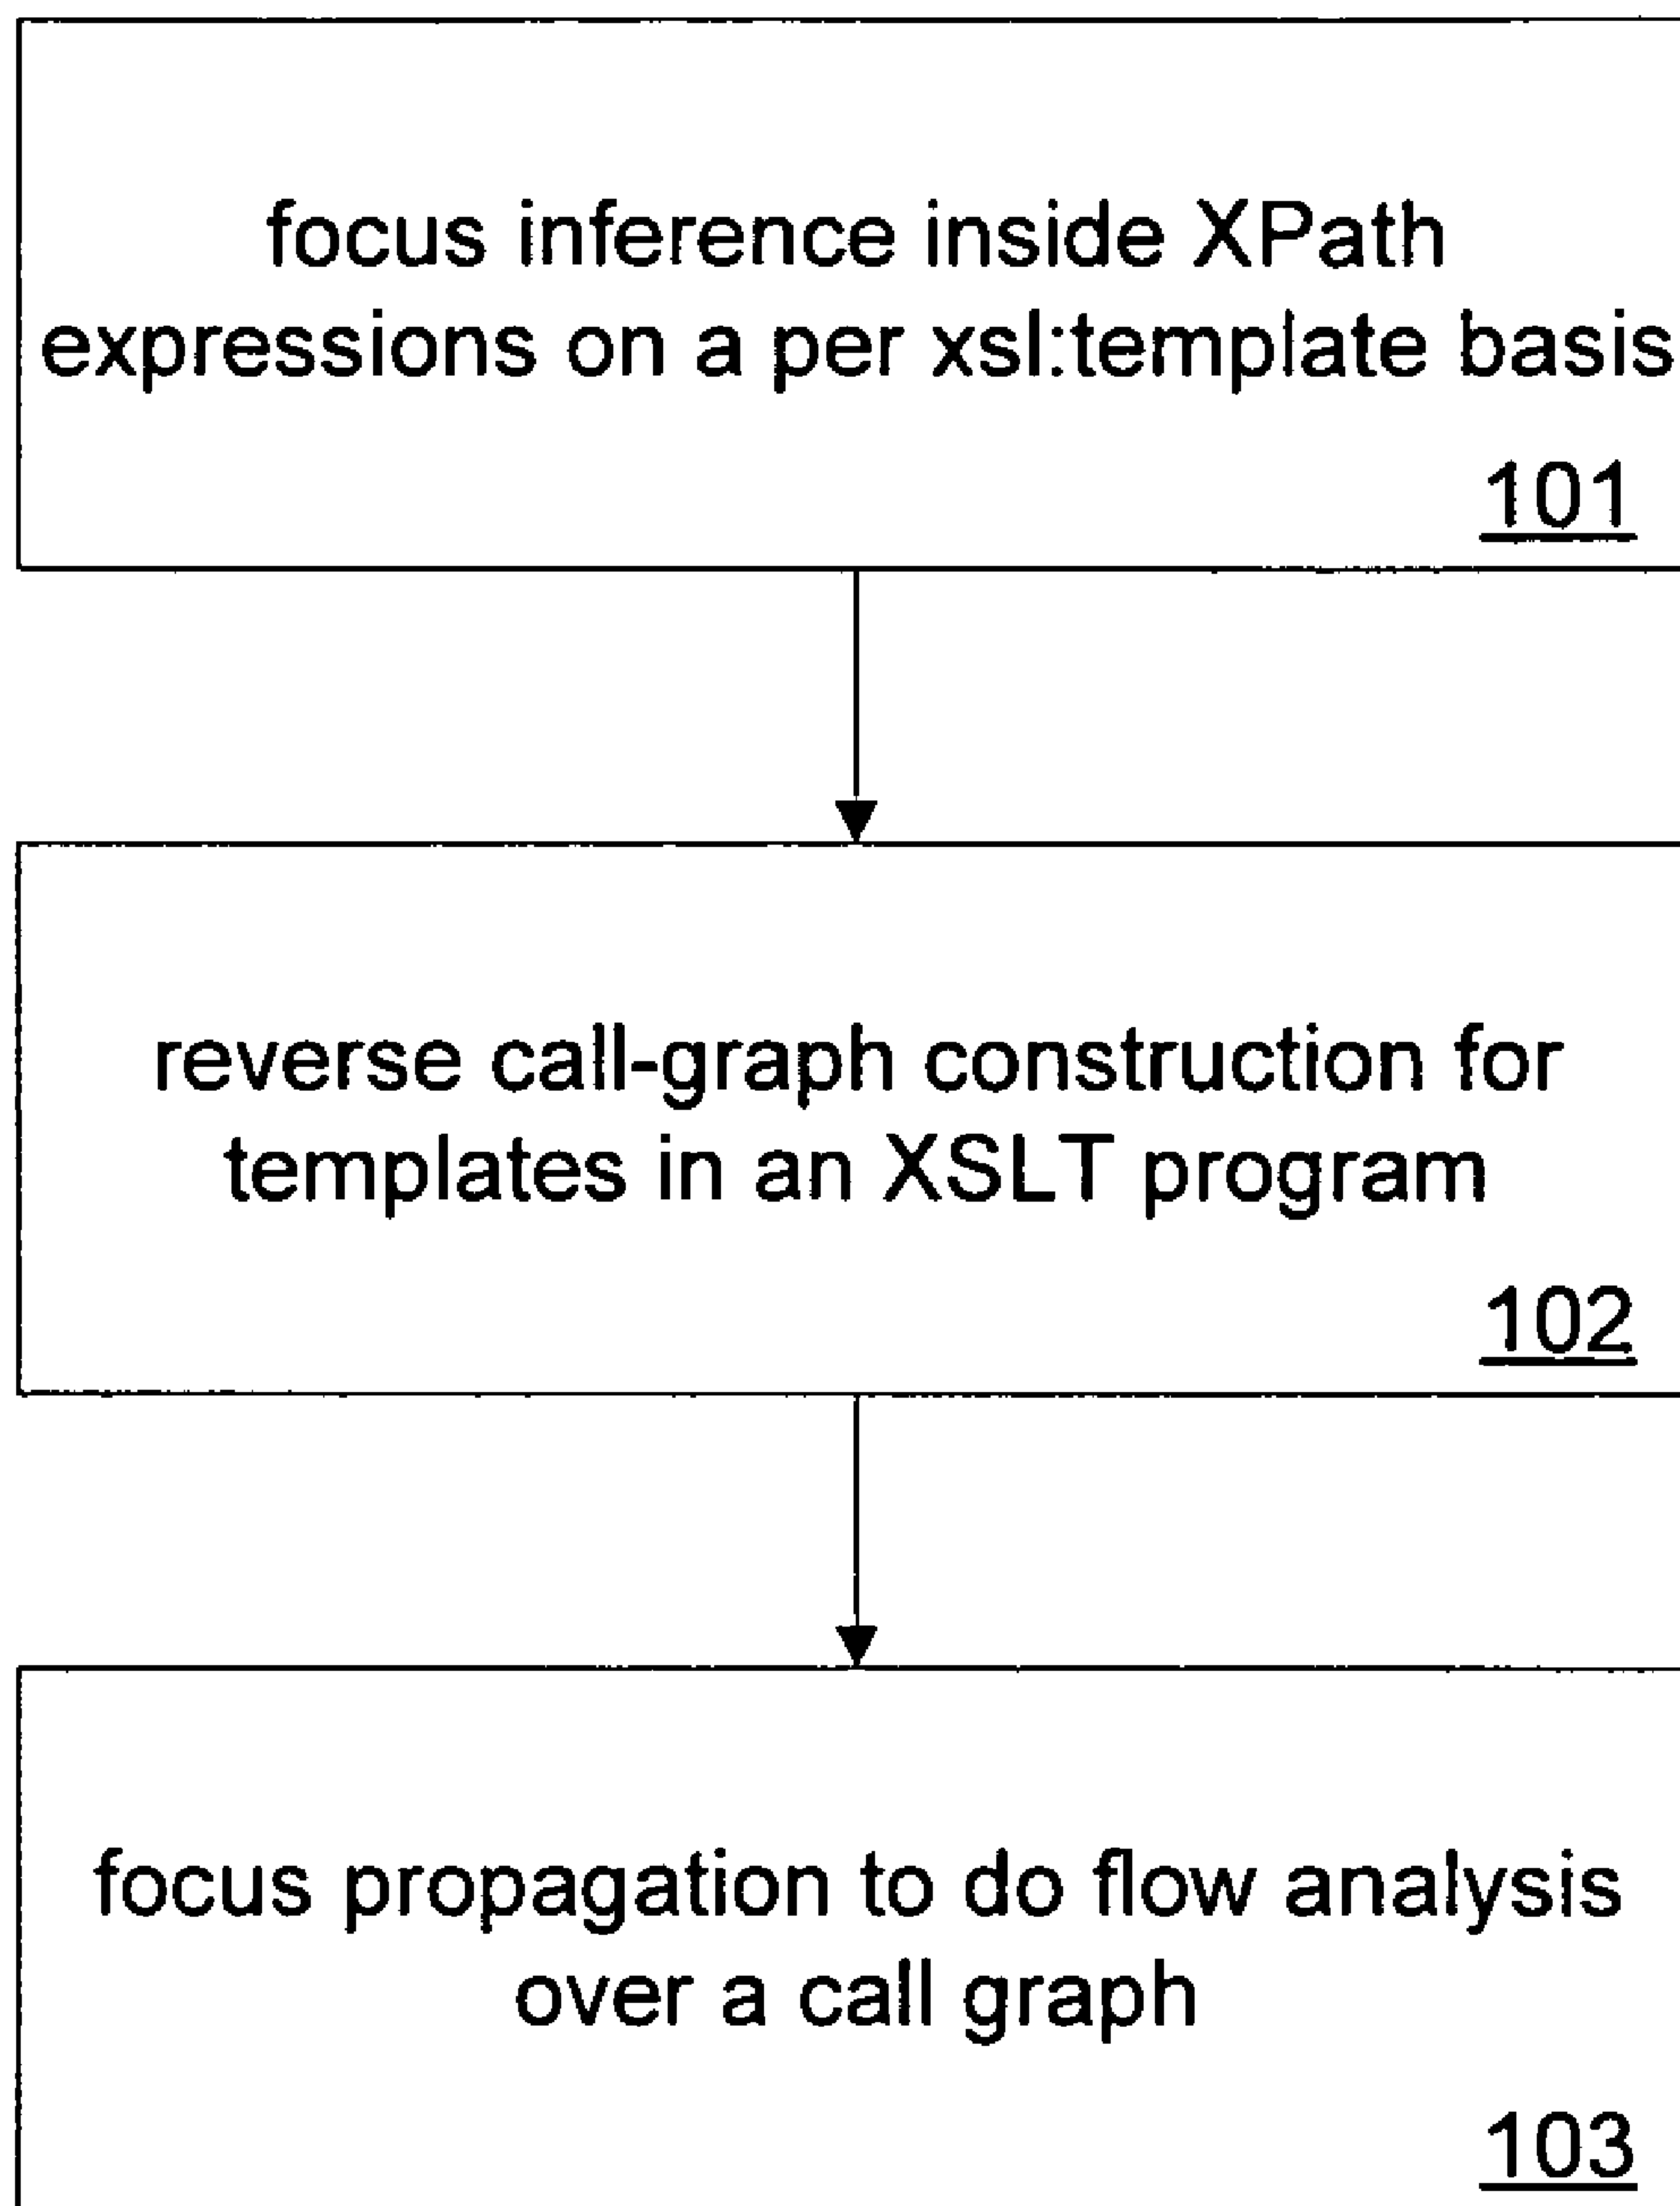 focus inference inside XPath
expressions on a per xsl:template basis
101
reverse call-graph construction for
templates in an XSLT program
102
focus propagation to do flow analysis
over a call graph
103